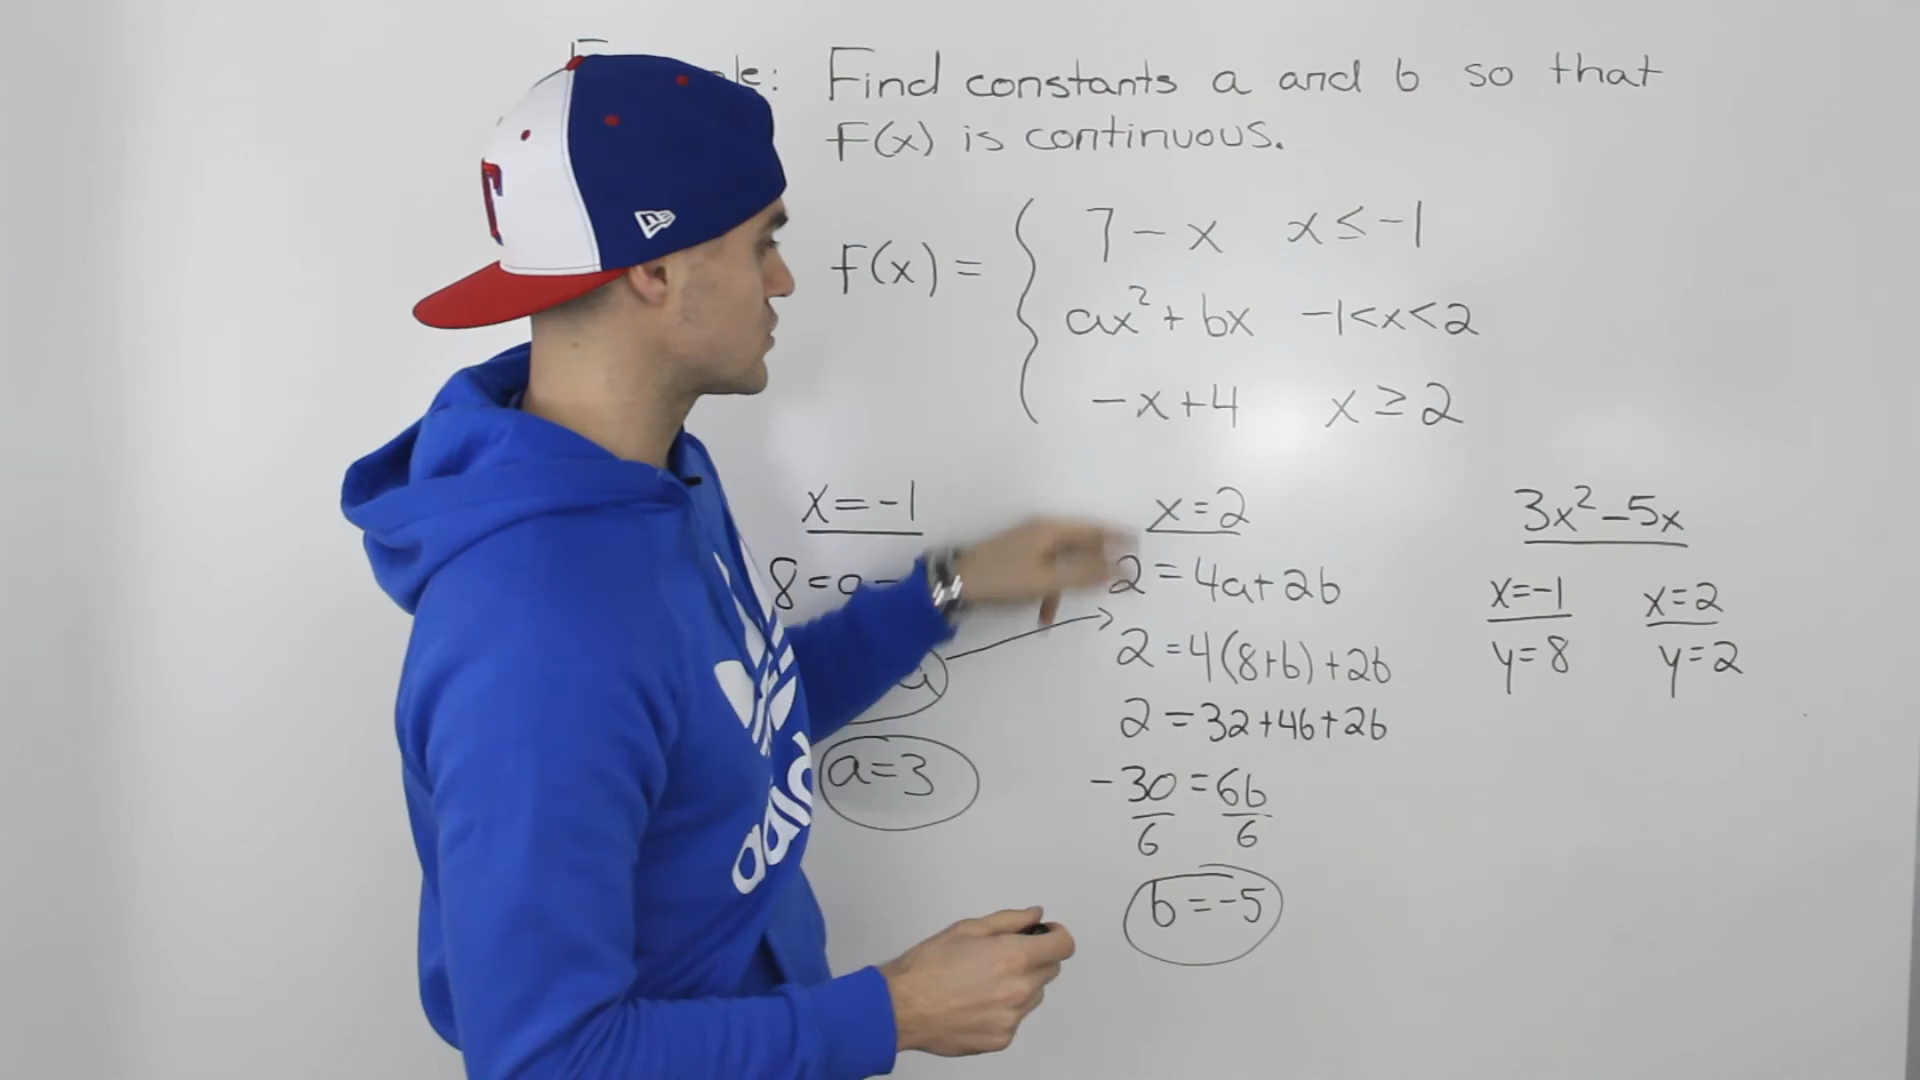 Find constants a and b so that
f(x) is continuous.
f(x) = { 7 - x x ≤ -1
ax² + bx -1<x<2
-x+4 x ≥ 2
x=-1
8=a-
a=3
x=2
2=4a+2b
2=4(8+b)+2b
2=32+4b+2b
-30/6=6b/6
b=-5
3x²-5x
x=-1 x=2
y=8 y=2